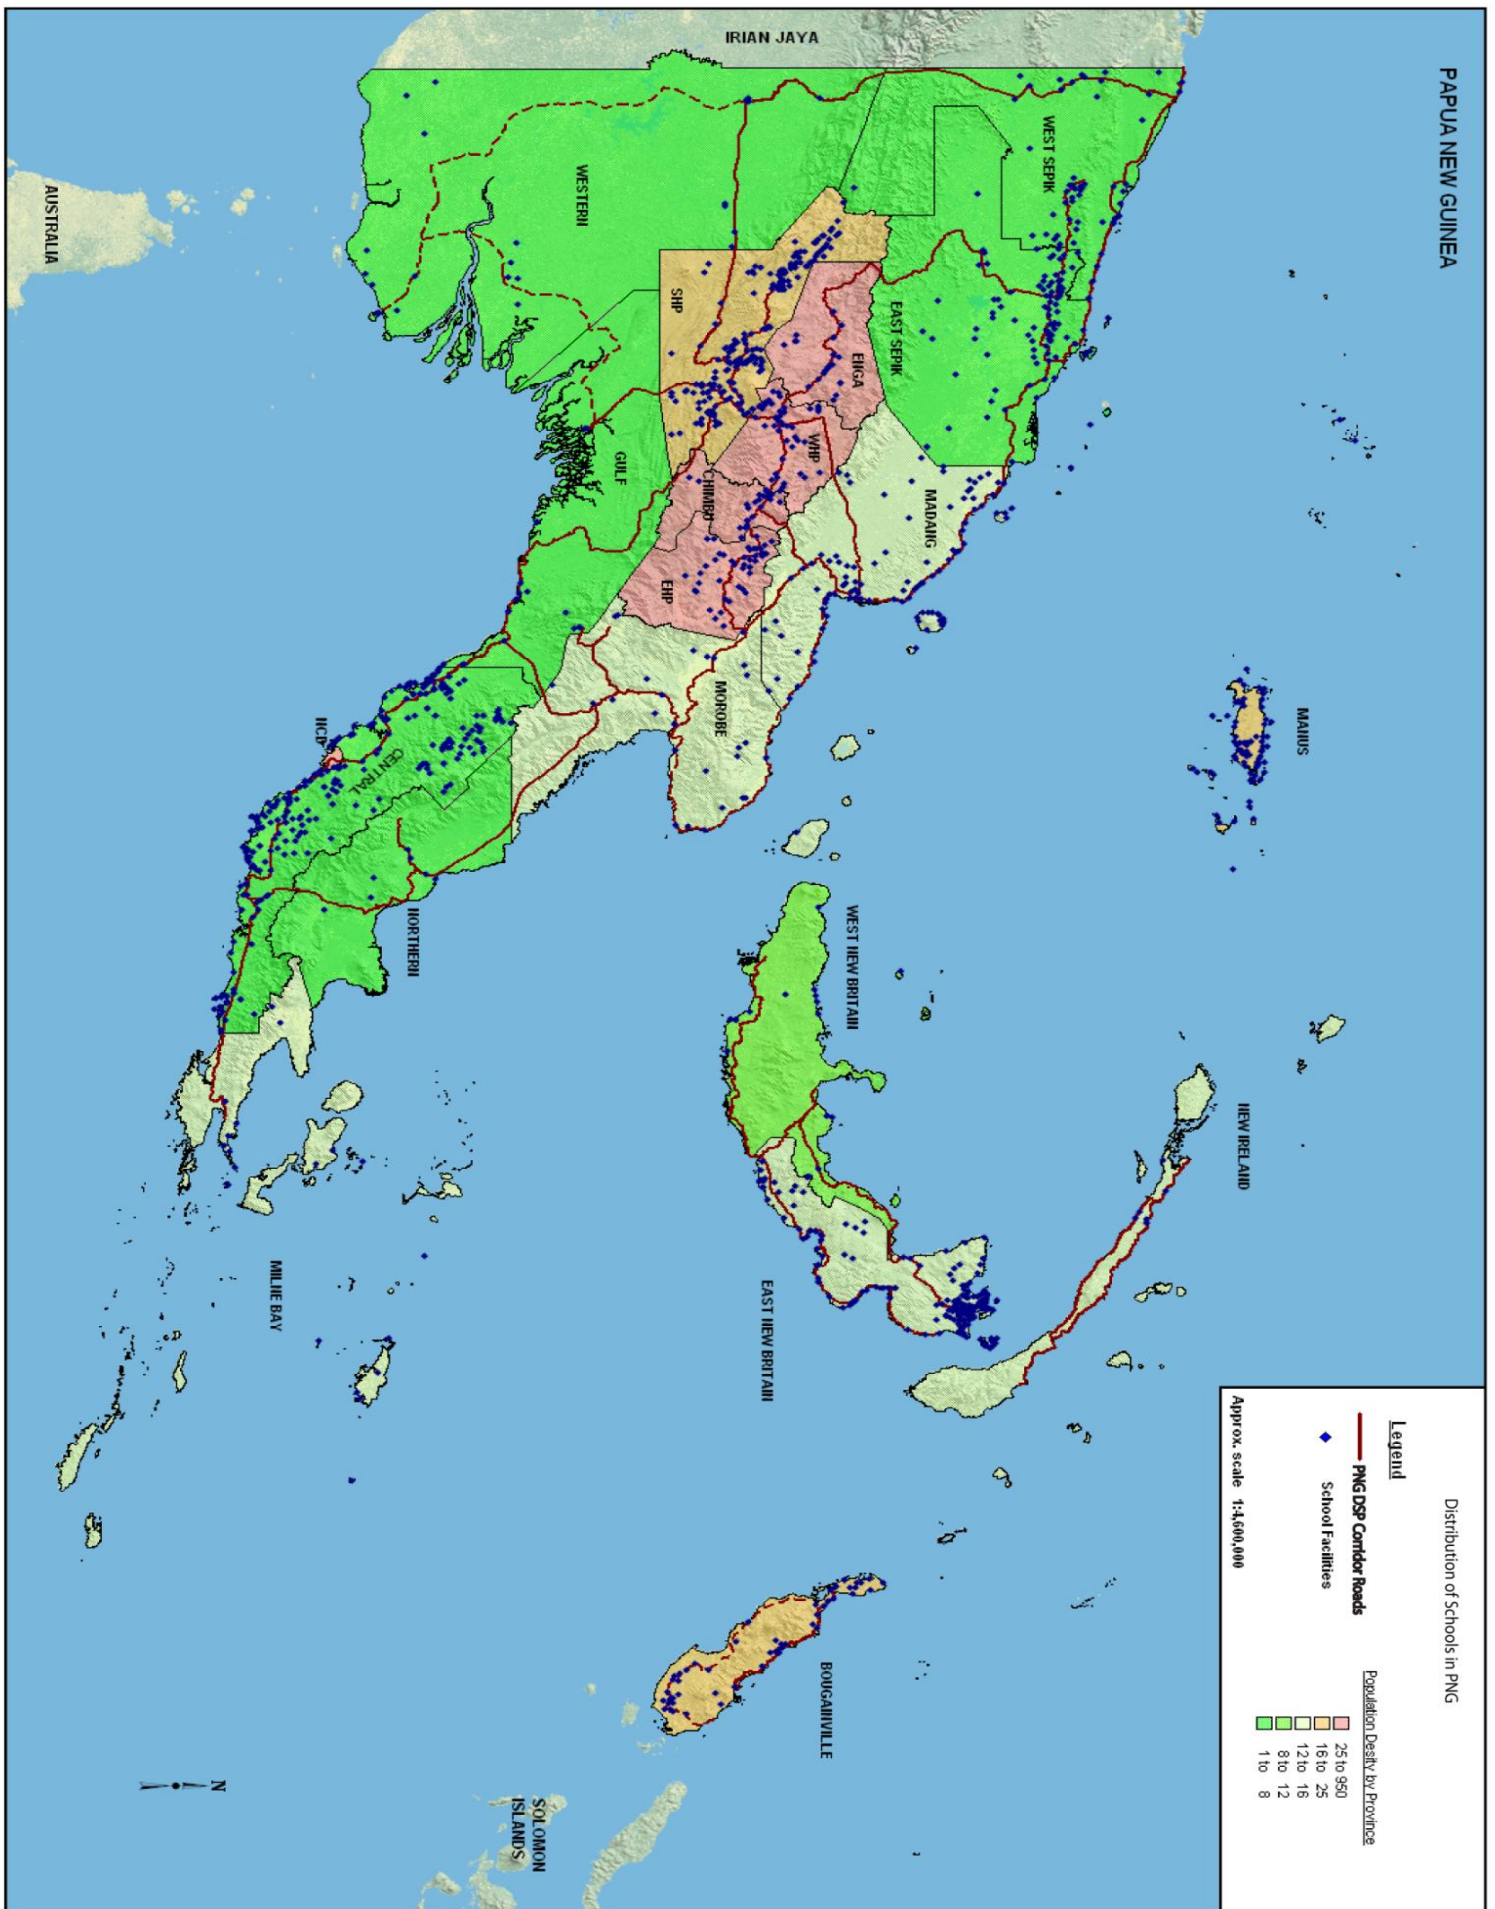 PAPUA NEW GUINEA
Distribution of Schools in PNG
Legend
PNG DSP Corridor Roads
School Facilities
Approx. scale 1:4,600,000
Population Desity by Province
25 to 950
16 to 25
12 to 16
8 to 12
1 to 8
IRIAN JAYA
WEST SEPIK
EAST SEPIK
MANUS
NEW IRELAND
WESTERN
SHP
ENGA
WHP
MADANG
CHIMBU
EHP
GULF
MOROBE
WEST NEW BRITAIN
EAST NEW BRITAIN
BOUGAINVILLE
NCD
CENTRAL
NORTHERN
MILNE BAY
SOLOMON
ISLANDS
AUSTRALIA
N